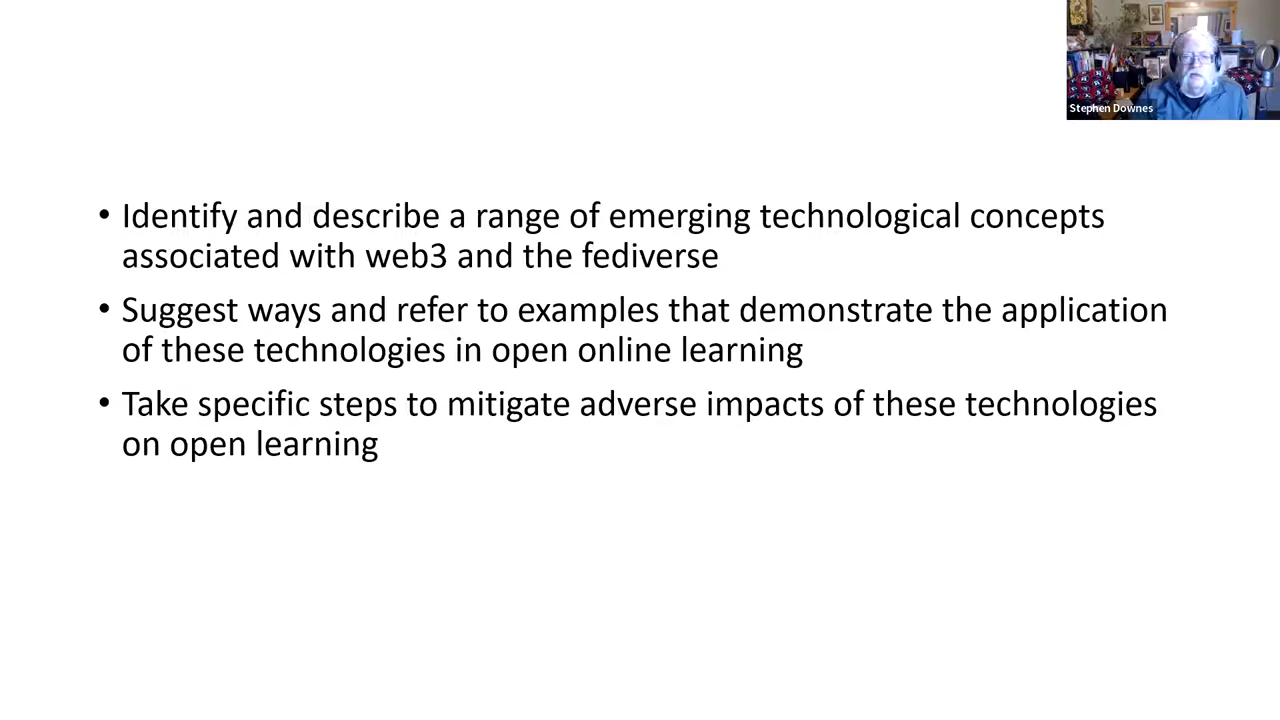 Stephen Downes
• Identify and describe a range of emerging technological concepts
associated with web3 and the fediverse
• Suggest ways and refer to examples that demonstrate the application
of these technologies in open online learning
• Take specific steps to mitigate adverse impacts of these technologies
on open learning